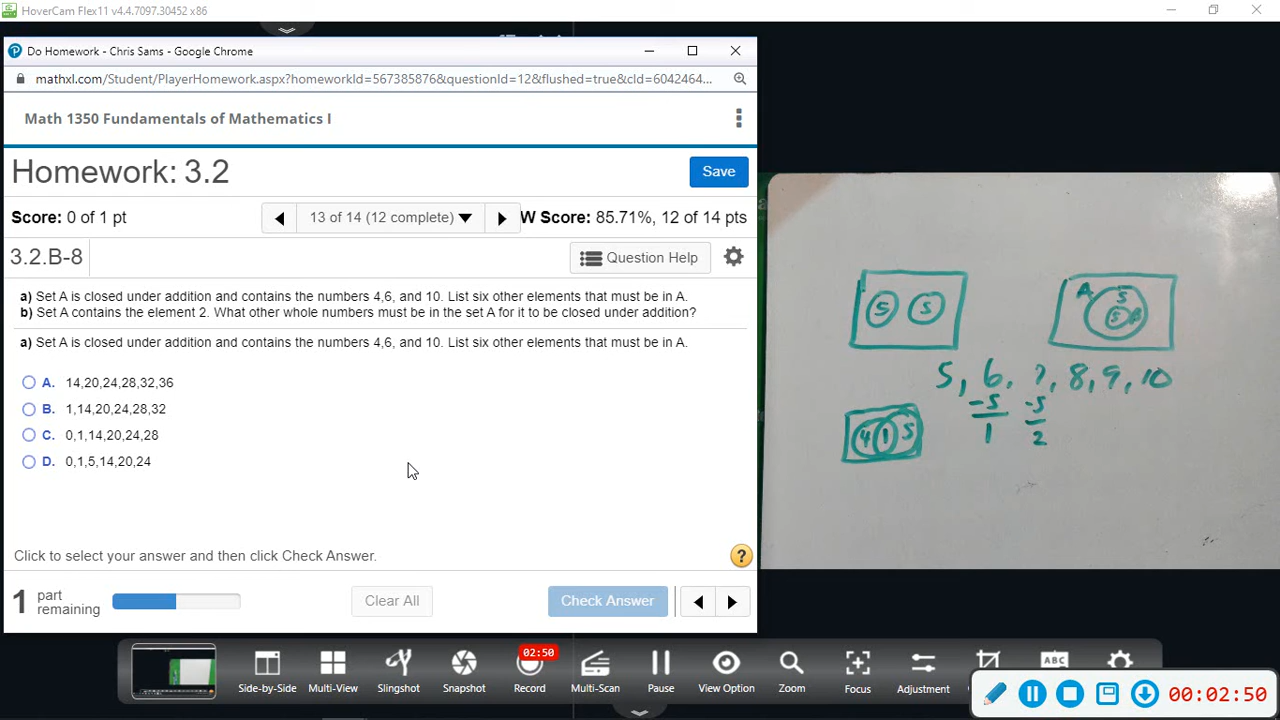 HoverCam Flex11 v4.4.7097.30452 x86
Do Homework - Chris Sams - Google Chrome
mathxl.com/Student/PlayerHomework.aspx?homeworkId=567385876&questionId=12&flushed=true&cId=6042464...
Math 1350 Fundamentals of Mathematics I
Homework: 3.2
Save
Score: 0 of 1 pt
13 of 14 (12 complete)
W Score: 85.71%, 12 of 14 pts
3.2.B-8
Question Help
a) Set A is closed under addition and contains the numbers 4,6, and 10. List six other elements that must be in A.
b) Set A contains the element 2. What other whole numbers must be in the set A for it to be closed under addition?
a) Set A is closed under addition and contains the numbers 4,6, and 10. List six other elements that must be in A.
A. 14,20,24,28,32,36
B. 1,14,20,24,28,32
C. 0,1,14,20,24,28
D. 0,1,5,14,20,24
Click to select your answer and then click Check Answer.
?
1 part
remaining
Clear All
Check Answer
5 5
A 5
5 B
5, 6, 7, 8, 9, 10
-5 -5
1 2
4 1 5
02:50
ABC
Side-by-Side Multi-View Slingshot Snapshot Record Multi-Scan Pause View Option Zoom Focus Adjustment
00:02:50